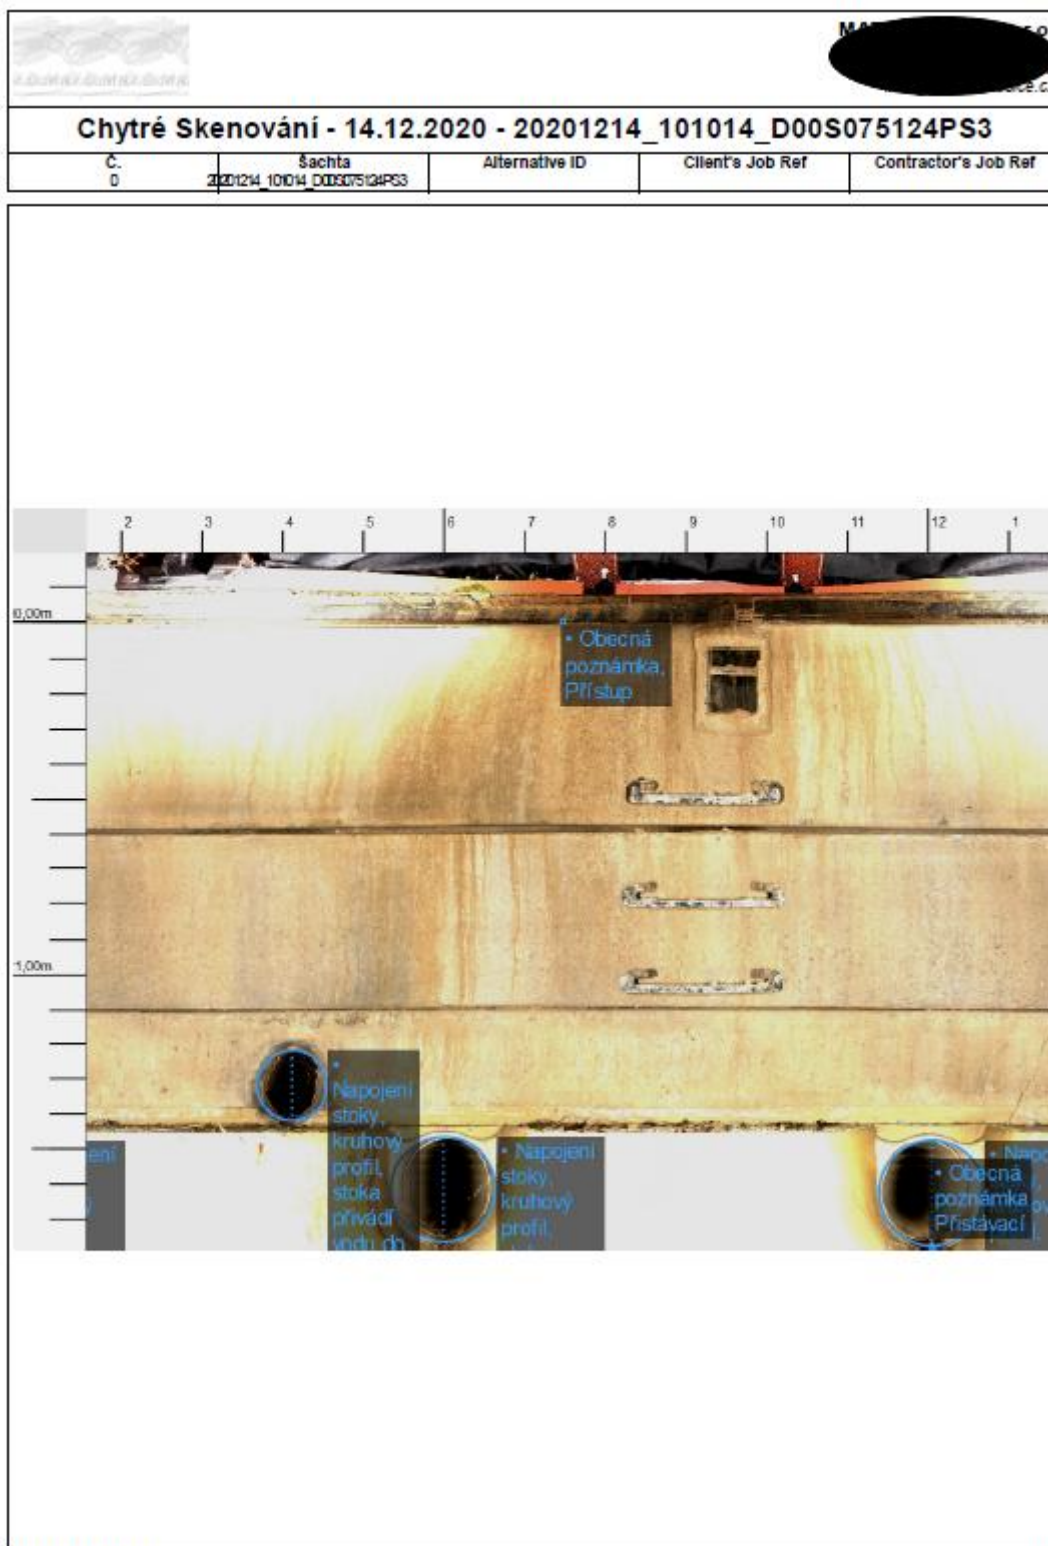 Chytré Skenování - 14.12.2020 - 20201214_101014_D00S075124PS3
Č. Šachta Alternative ID Client's Job Ref Contractor's Job Ref
0 20201214_101014_D00S075124PS3
2 3 4 5 6 7 8 9 10 11 12 1
0,00m
• Obecná
poznámka,
Přístup
1,00m
•
Napojení
stoky,
kruhový
profil,
stoka
přivádí
vodu do
• Napojení
stoky,
kruhový
profil,
• Obecná
poznámka
Přistávací